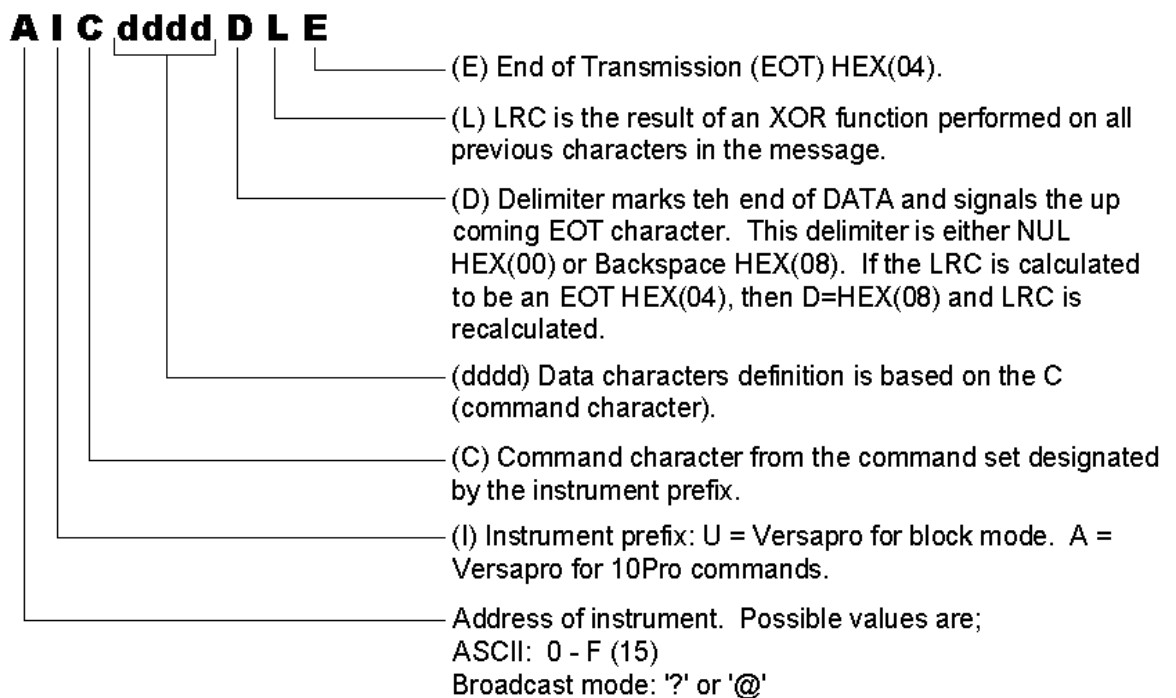 A I C dddd D L E
(E) End of Transmission (EOT) HEX(04).
(L) LRC is the result of an XOR function performed on all
previous characters in the message.
(D) Delimiter marks teh end of DATA and signals the up
coming EOT character.  This delimiter is either NUL
HEX(00) or Backspace HEX(08).  If the LRC is calculated
to be an EOT HEX(04), then D=HEX(08) and LRC is
recalculated.
(dddd) Data characters definition is based on the C
(command character).
(C) Command character from the command set designated
by the instrument prefix.
(I) Instrument prefix: U = Versapro for block mode.  A =
Versapro for 10Pro commands.
Address of instrument.  Possible values are;
ASCII:  0 - F (15)
Broadcast mode: '?' or '@'